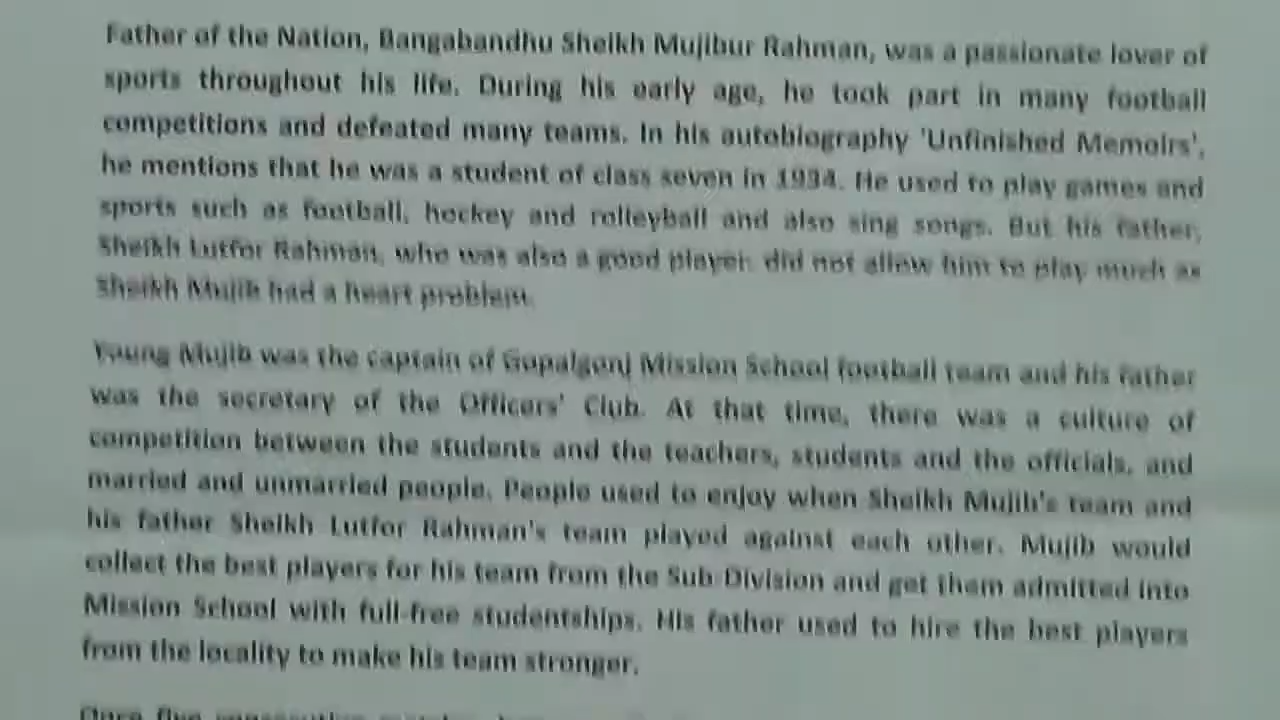 Father of the Nation, Bangabandhu Sheikh Mujibur Rahman, was a passionate lover of
sports throughout his life. During his early age, he took part in many football
competitions and defeated many teams. In his autobiography 'Unfinished Memoirs',
he mentions that he was a student of class seven in 1934. He used to play games and
sports such as football, hockey and volleyball and also sing songs. But his father,
Sheikh Lutfor Rahman, who was also a good player, did not allow him to play much as
Sheikh Mujib had a heart problem.
Young Mujib was the captain of Gopalgonj Mission School football team and his father
was the secretary of the Officers' Club. At that time, there was a culture of
competition between the students and the teachers, students and the officials, and
married and unmarried people. People used to enjoy when Sheikh Mujib's team and
his father Sheikh Lutfor Rahman's team played against each other. Mujib would
collect the best players for his team from the Sub-Division and get them admitted into
Mission School with full-free studentships. His father used to hire the best players
from the locality to make his team stronger.
Once five consecutive